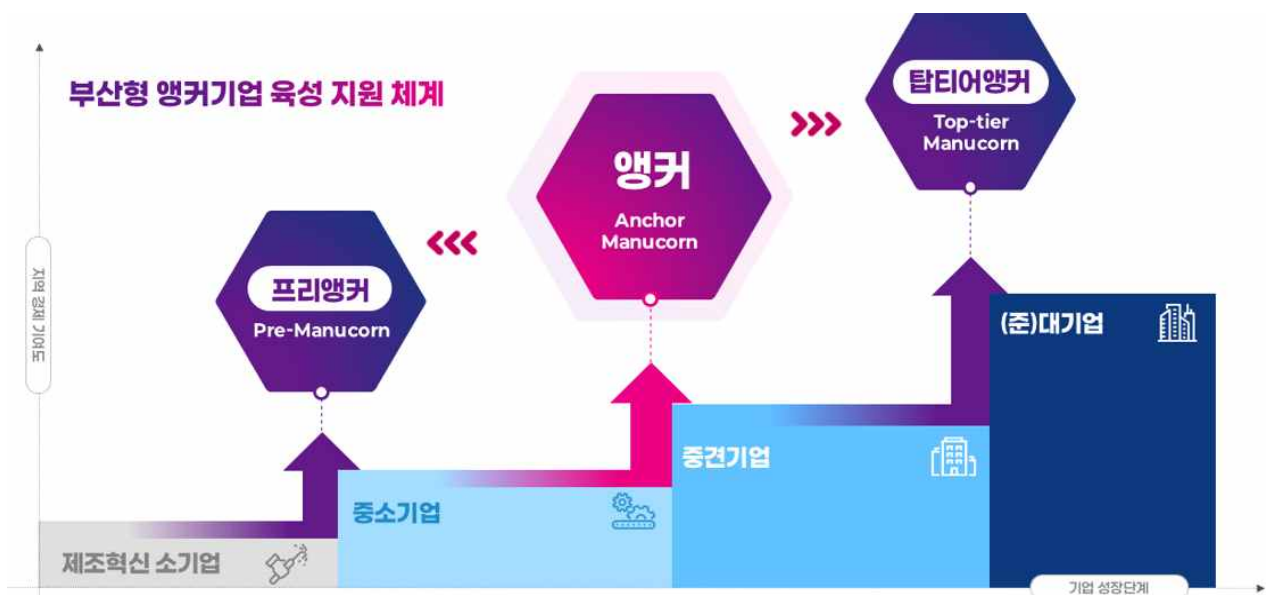 부산형 앵커기업 육성 지원 체계
탑티어앵커
Top-tier
Manucorn
앵커
Anchor
Manucorn
프리앵커
Pre-Manucorn
지역 경제 기여도
(준)대기업
중견기업
중소기업
제조혁신 소기업
기업 성장단계